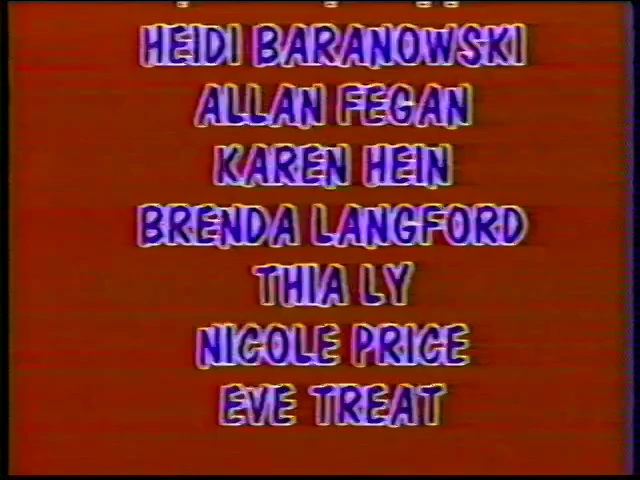 HEIDI BARANOWSKI
ALLAN FEGAN
KAREN HEIN
BRENDA LANGFORD
THIA LY
NICOLE PRICE
EVE TREAT